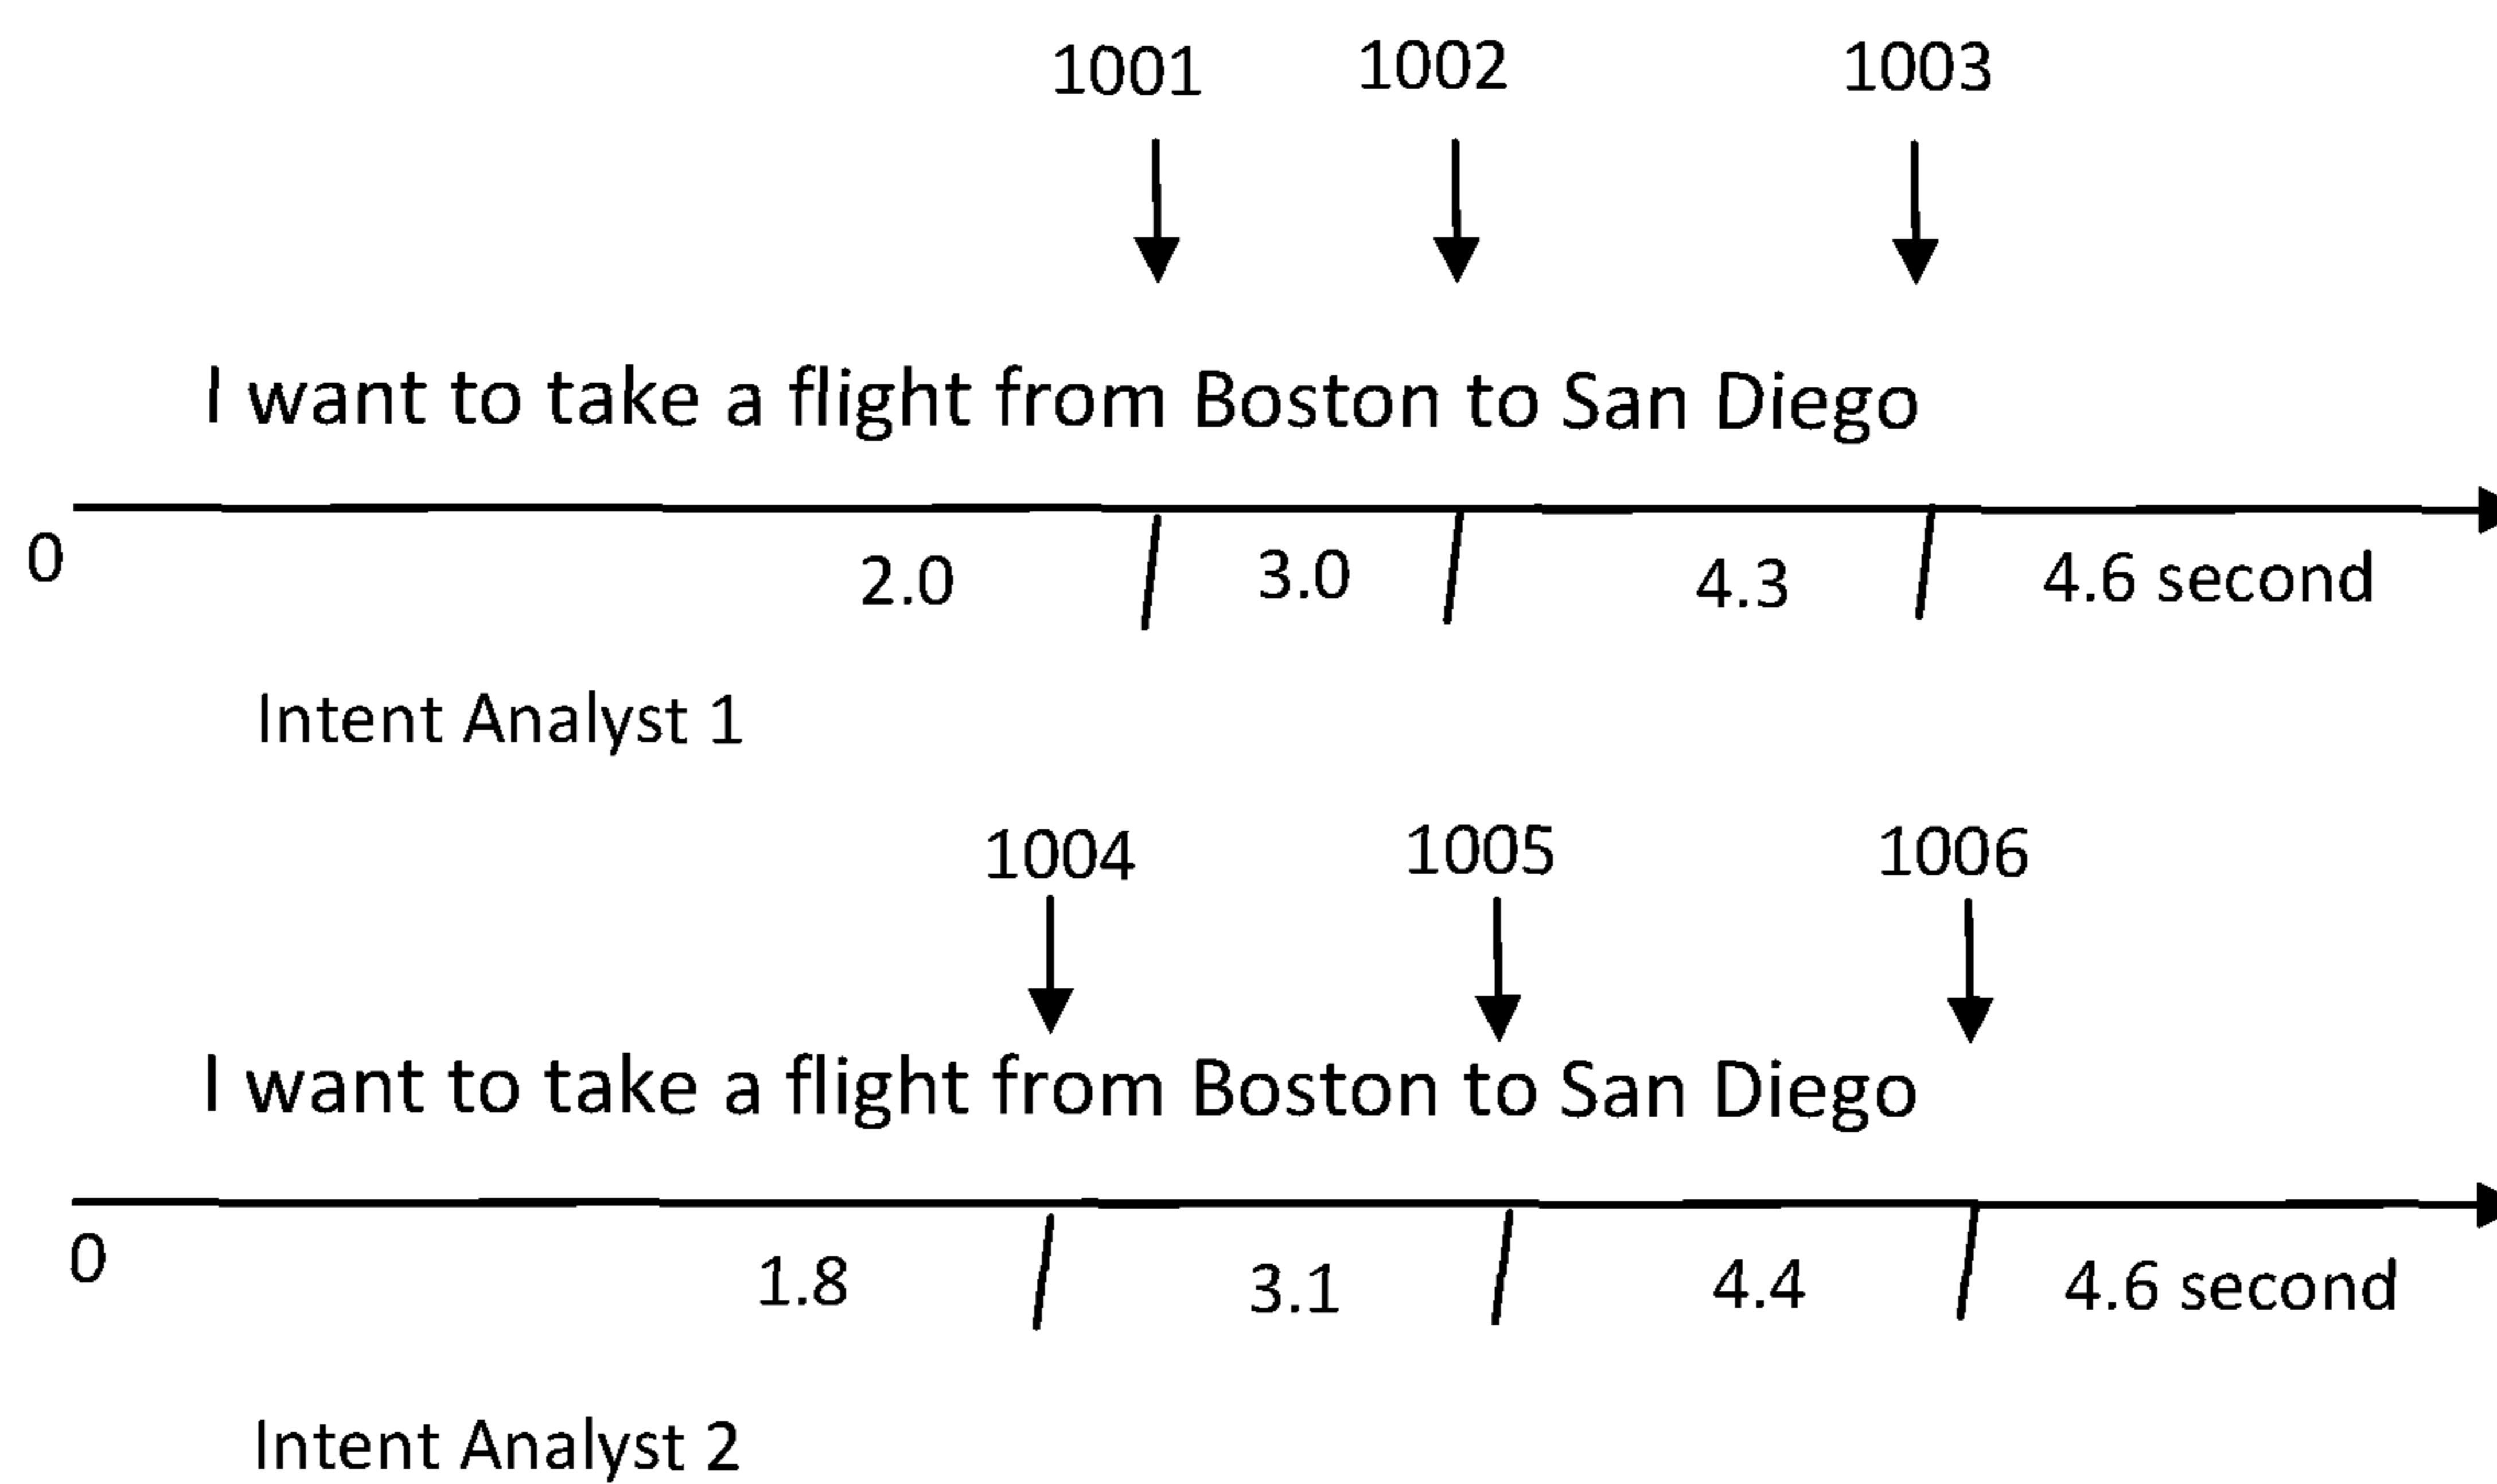 1001 1002 1003
I want to take a flight from Boston to San Diego
0 2.0 3.0 4.3 4.6 second
Intent Analyst 1
1004 1005 1006
I want to take a flight from Boston to San Diego
0 1.8 3.1 4.4 4.6 second
Intent Analyst 2